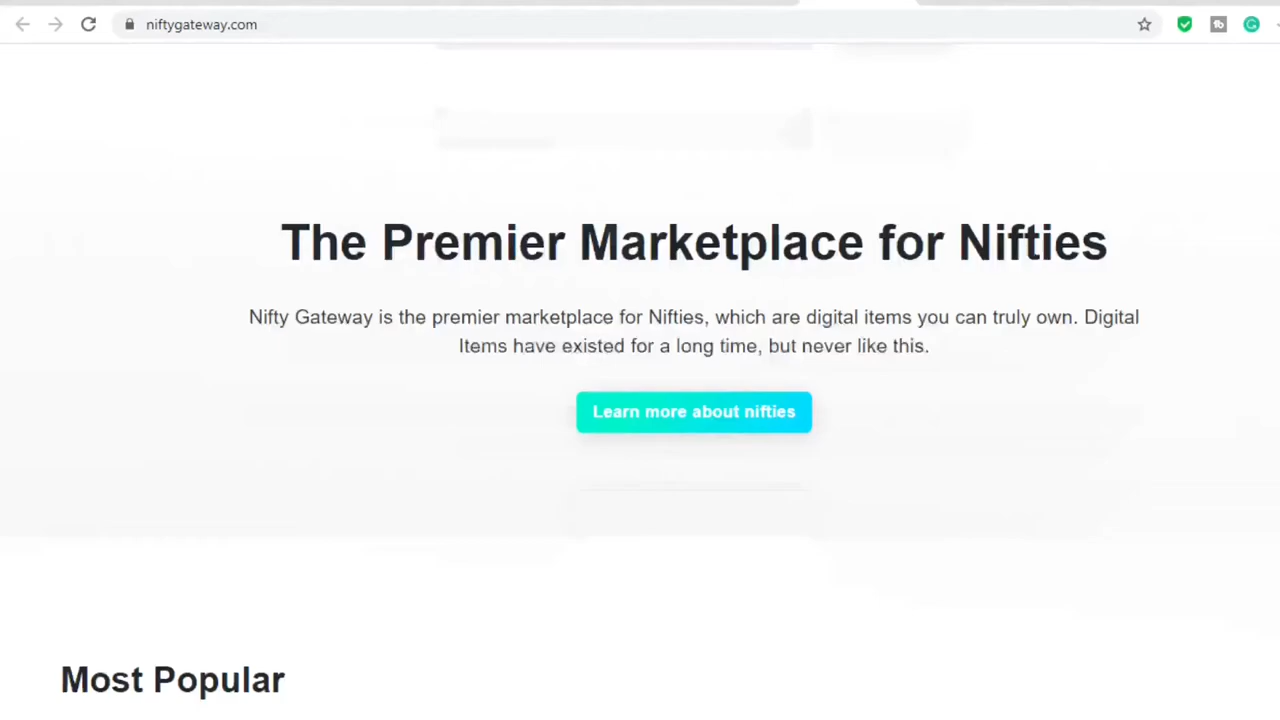 niftygateway.com
The Premier Marketplace for Nifties
Nifty Gateway is the premier marketplace for Nifties, which are digital items you can truly own. Digital
Items have existed for a long time, but never like this.
Learn more about nifties
Most Popular